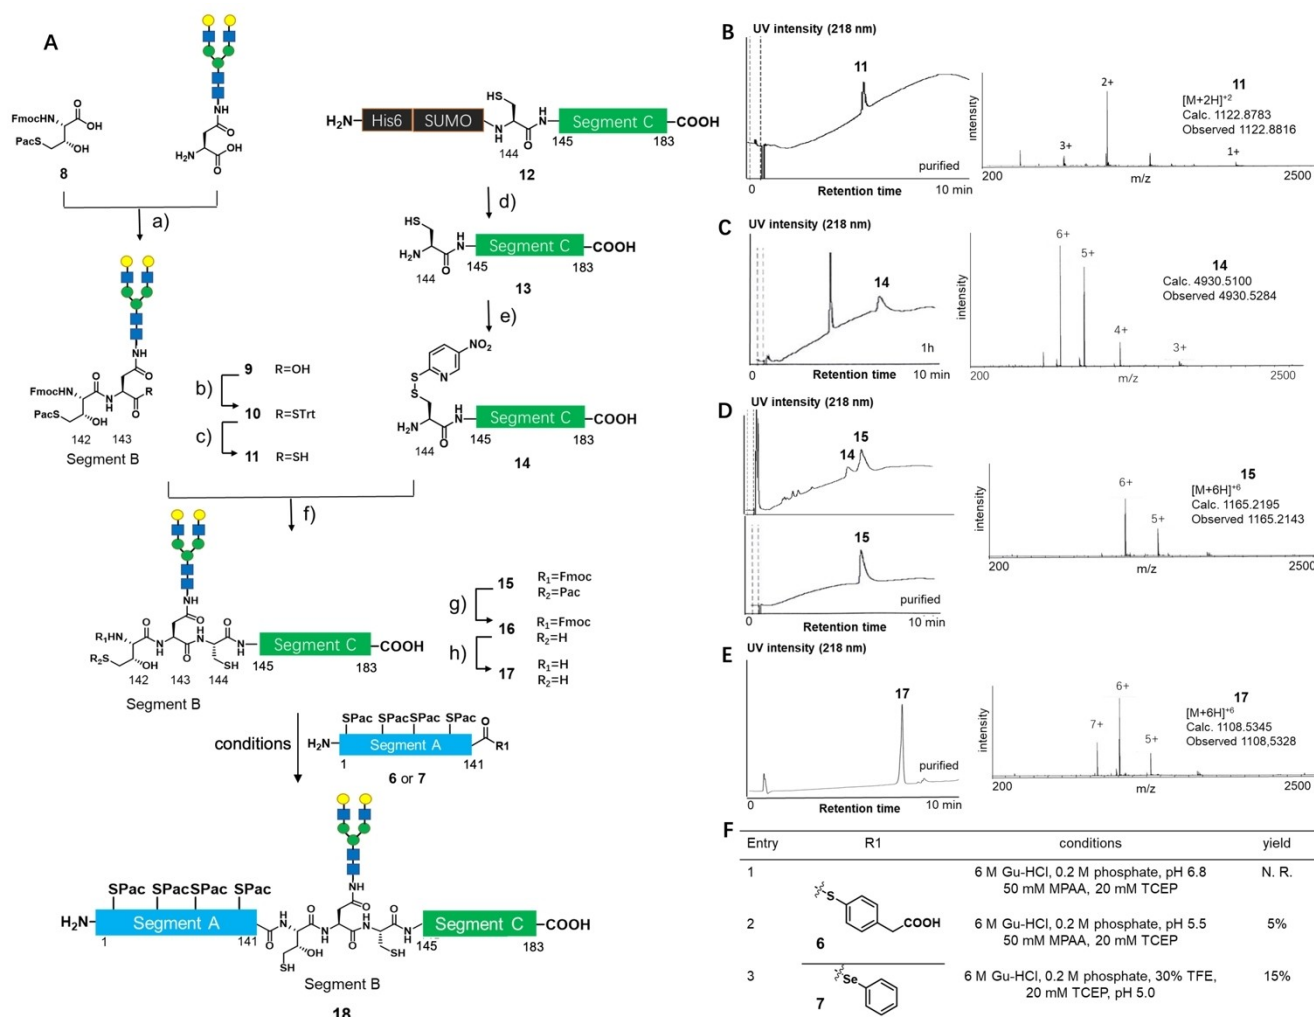 A
FmocHN
OH
PacS
OH
8
NH
O
H₂N
OH
O
a)
FmocHN
PacS
OH
H
N
O
O
R
NH
O
142 143
Segment B
9 R=OH
b)
10 R=STrt
c)
11 R=SH
H₂N
His6
SUMO
HS
N
H
O
NH
Segment C
COOH
144
145
183
12
d)
HS
NH₂
O
NH
Segment C
COOH
144
145
183
13
e)
NO₂
N
S
S
NH₂
O
NH
Segment C
COOH
144
145
183
14
f)
NH
O
R₁HN
R₂S
OH
SH
Segment C
COOH
142 143 144
145
183
Segment B
15 R₁=Fmoc
R₂=Pac
g)
16 R₁=Fmoc
R₂=H
h)
17 R₁=H
R₂=H
conditions
SPac SPac SPac SPac
H₂N
Segment A
O
R1
1
141
6 or 7
NH
O
SPac SPac SPac SPac
H₂N
Segment A
1
141
OH
SH
SH
Segment C
COOH
145
183
Segment B
18
B
UV intensity (218 nm)
11
purified
0
Retention time
10 min
intensity
3+
2+
1+
11
[M+2H]⁺²
Calc. 1122.8783
Observed 1122.8816
200
m/z
2500
C
UV intensity (218 nm)
14
1h
0
Retention time
10 min
intensity
6+
5+
4+
3+
14
Calc. 4930.5100
Observed 4930.5284
200
m/z
2500
D
UV intensity (218 nm)
14
15
UV intensity (218 nm)
15
purified
0
Retention time
10 min
intensity
6+
5+
15
[M+6H]⁺⁶
Calc. 1165.2195
Observed 1165.2143
200
m/z
2500
E
UV intensity (218 nm)
17
purified
0
Retention time
10 min
intensity
7+
6+
5+
17
[M+6H]⁺⁶
Calc. 1108.5345
Observed 1108,5328
200
m/z
2500
F
Entry R1 conditions yield
1 6 M Gu-HCl, 0.2 M phosphate, pH 6.8 N. R.
50 mM MPAA, 20 mM TCEP
S
COOH
6
2 6 M Gu-HCl, 0.2 M phosphate, pH 5.5 5%
50 mM MPAA, 20 mM TCEP
3 Se 6 M Gu-HCl, 0.2 M phosphate, 30% TFE, 15%
7 20 mM TCEP, pH 5.0